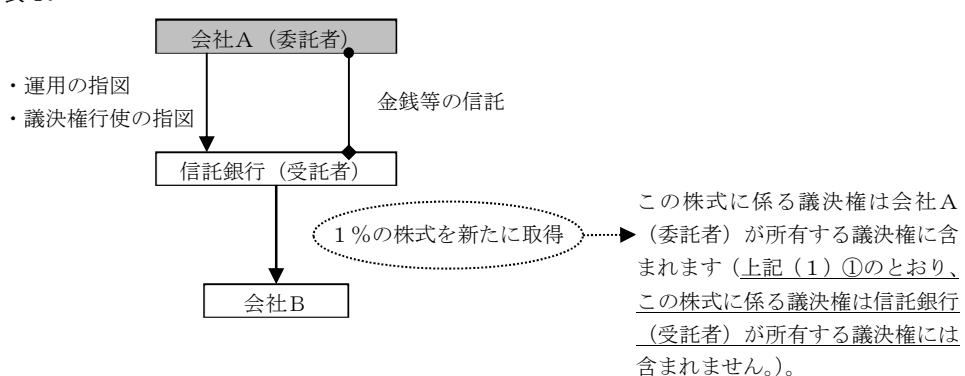 会社A（委託者）
・運用の指図
・議決権行使の指図
金銭等の信託
信託銀行（受託者）
1％の株式を新たに取得
この株式に係る議決権は会社A
（委託者）が所有する議決権に含
まれます（上記（1）①のとおり、
この株式に係る議決権は信託銀行
（受託者）が所有する議決権には
含まれません。）。
会社B